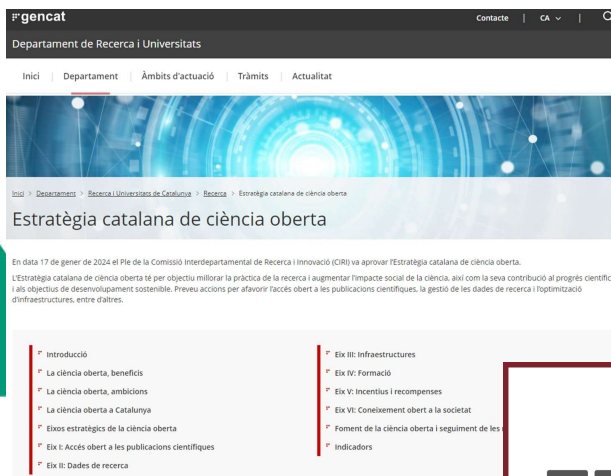 gencat
Contacte | CA |
Departament de Recerca i Universitats
Inici | Departament | Àmbits d'actuació | Tràmits | Actualitat
Inici > Departament > Recerca i Universitats de Catalunya > Recerca > Estratègia catalana de ciència oberta
Estratègia catalana de ciència oberta
En data 17 de gener de 2024 el Ple de la Comissió Interdepartamental de Recerca i Innovació (CIRI) va aprovar l'Estratègia catalana de ciència oberta.
L'Estratègia catalana de ciència oberta té per objectiu millorar la pràctica de la recerca i augmentar l'impacte social de la ciència, així com la seva contribució al progrés científic
i als objectius de desenvolupament sostenible. Preveu accions per afavorir l'accés obert a les publicacions científiques, la gestió de les dades de recerca i l'optimització
d'infraestructures, entre d'altres.
Introducció
La ciència oberta, beneficis
La ciència oberta, ambicions
La ciència oberta a Catalunya
Eixos estratègics de la ciència oberta
Eix I: Accés obert a les publicacions científiques
Eix II: Dades de recerca
Eix III: Infraestructures
Eix IV: Formació
Eix V: Incentius i recompenses
Eix VI: Coneixement obert a la societat
Foment de la ciència oberta i seguiment de les
Indicadors